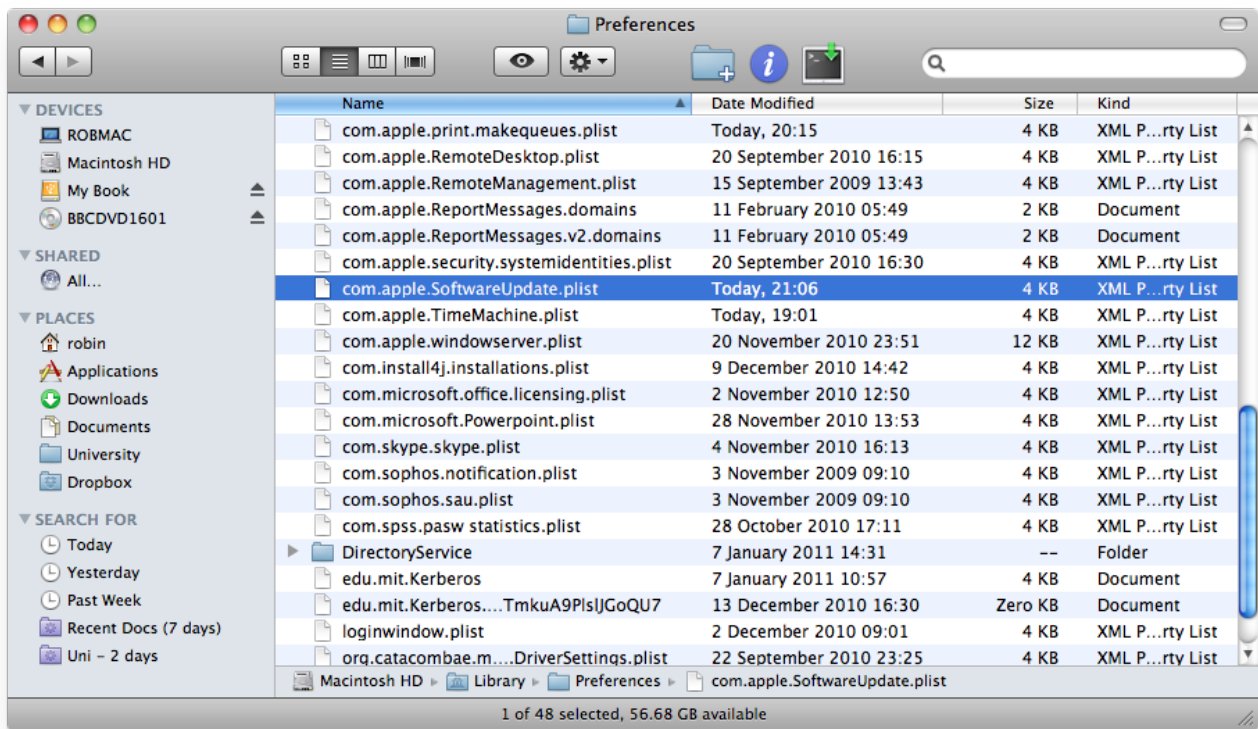 Preferences
Name Date Modified Size Kind
DEVICES
ROBMAC
Macintosh HD
My Book
BBCDVD1601
SHARED
All...
PLACES
robin
Applications
Downloads
Documents
University
Dropbox
SEARCH FOR
Today
Yesterday
Past Week
Recent Docs (7 days)
Uni – 2 days
com.apple.print.makequeues.plist Today, 20:15 4 KB XML P...rty List
com.apple.RemoteDesktop.plist 20 September 2010 16:15 4 KB XML P...rty List
com.apple.RemoteManagement.plist 15 September 2009 13:43 4 KB XML P...rty List
com.apple.ReportMessages.domains 11 February 2010 05:49 2 KB Document
com.apple.ReportMessages.v2.domains 11 February 2010 05:49 2 KB Document
com.apple.security.systemidentities.plist 20 September 2010 16:30 4 KB XML P...rty List
com.apple.SoftwareUpdate.plist Today, 21:06 4 KB XML P...rty List
com.apple.TimeMachine.plist Today, 19:01 4 KB XML P...rty List
com.apple.windowserver.plist 20 November 2010 23:51 12 KB XML P...rty List
com.install4j.installations.plist 9 December 2010 14:42 4 KB XML P...rty List
com.microsoft.office.licensing.plist 2 November 2010 12:50 4 KB XML P...rty List
com.microsoft.Powerpoint.plist 28 November 2010 13:53 4 KB XML P...rty List
com.skype.skype.plist 4 November 2010 16:13 4 KB XML P...rty List
com.sophos.notification.plist 3 November 2009 09:10 4 KB XML P...rty List
com.sophos.sau.plist 3 November 2009 09:10 4 KB XML P...rty List
com.spss.pasw statistics.plist 28 October 2010 17:11 4 KB XML P...rty List
DirectoryService 7 January 2011 14:31 -- Folder
edu.mit.Kerberos 7 January 2011 10:57 4 KB Document
edu.mit.Kerberos....TmkuA9PlslJGoQU7 13 December 2010 16:30 Zero KB Document
loginwindow.plist 2 December 2010 09:01 4 KB XML P...rty List
org.catacombae.m....DriverSettings.plist 22 September 2010 23:25 4 KB XML P...rty List
Macintosh HD Library Preferences com.apple.SoftwareUpdate.plist
1 of 48 selected, 56.68 GB available